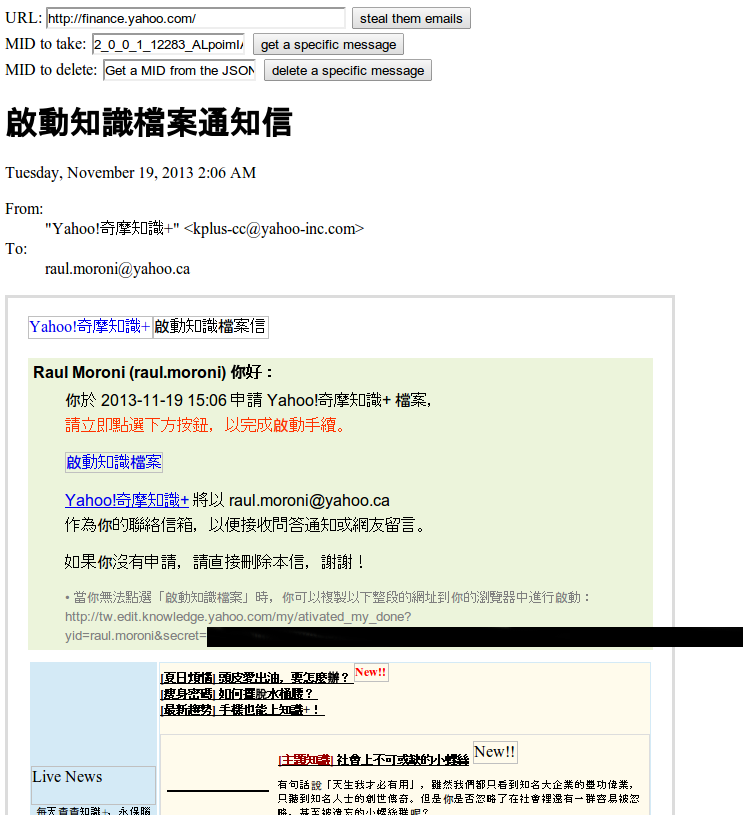 URL: http://finance.yahoo.com/ steal them emails
MID to take: 2_0_0_1_12283_ALpoimIA get a specific message
MID to delete: Get a MID from the JSON delete a specific message
啟動知識檔案通知信
Tuesday, November 19, 2013 2:06 AM
From:
"Yahoo!奇摩知識+" <kplus-cc@yahoo-inc.com>
To:
raul.moroni@yahoo.ca
Yahoo!奇摩知識+ 啟動知識檔案信
Raul Moroni (raul.moroni) 你好：
你於 2013-11-19 15:06 申請 Yahoo!奇摩知識+ 檔案，
請立即點選下方按鈕，以完成啟動手續。
啟動知識檔案
Yahoo!奇摩知識+ 將以 raul.moroni@yahoo.ca
作為你的聯絡信箱，以便接收問答通知或網友留言。
如果你沒有申請，請直接刪除本信，謝謝！
• 當你無法點選「啟動知識檔案」時，你可以複製以下整段的網址到你的瀏覽器中進行啟動：
http://tw.edit.knowledge.yahoo.com/my/ativated_my_done?
yid=raul.moroni&secret=
|夏日煩惱| 頭皮愛出油，要怎麼辦？ New!!
|瘦身密碼| 如何擺脫水桶腰？
|最新趨勢| 手機也能上知識+！
|主題知識| 社會上不可或缺的小螺絲 New!!
Live News
有句話說「天生我才必有用」，雖然我們都只看到知名大企業的豐功偉業，
只聽到知名人士的創世傳奇。但是你是否忽略了在社會裡還有一群容易被忽
略，甚至被遺忘的小螺絲群呢？
每天逛逛知識+，永保腦